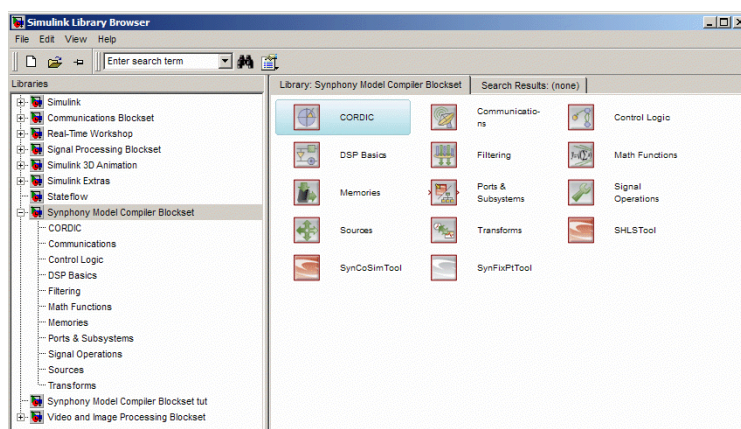 Simulink Library Browser
File Edit View Help
Enter search term
Libraries
Simulink
Communications Blockset
Real-Time Workshop
Signal Processing Blockset
Simulink 3D Animation
Simulink Extras
Stateflow
Synphony Model Compiler Blockset
CORDIC
Communications
Control Logic
DSP Basics
Filtering
Math Functions
Memories
Ports & Subsystems
Signal Operations
Sources
Transforms
Synphony Model Compiler Blockset tut
Video and Image Processing Blockset
Library: Synphony Model Compiler Blockset
Search Results: (none)
CORDIC
Communicatio-
ns
Control Logic
DSP Basics
Filtering
Math Functions
Memories
Ports &
Subsystems
Signal
Operations
Sources
Transforms
SHLSTool
SynCoSimTool
SynFixPtTool